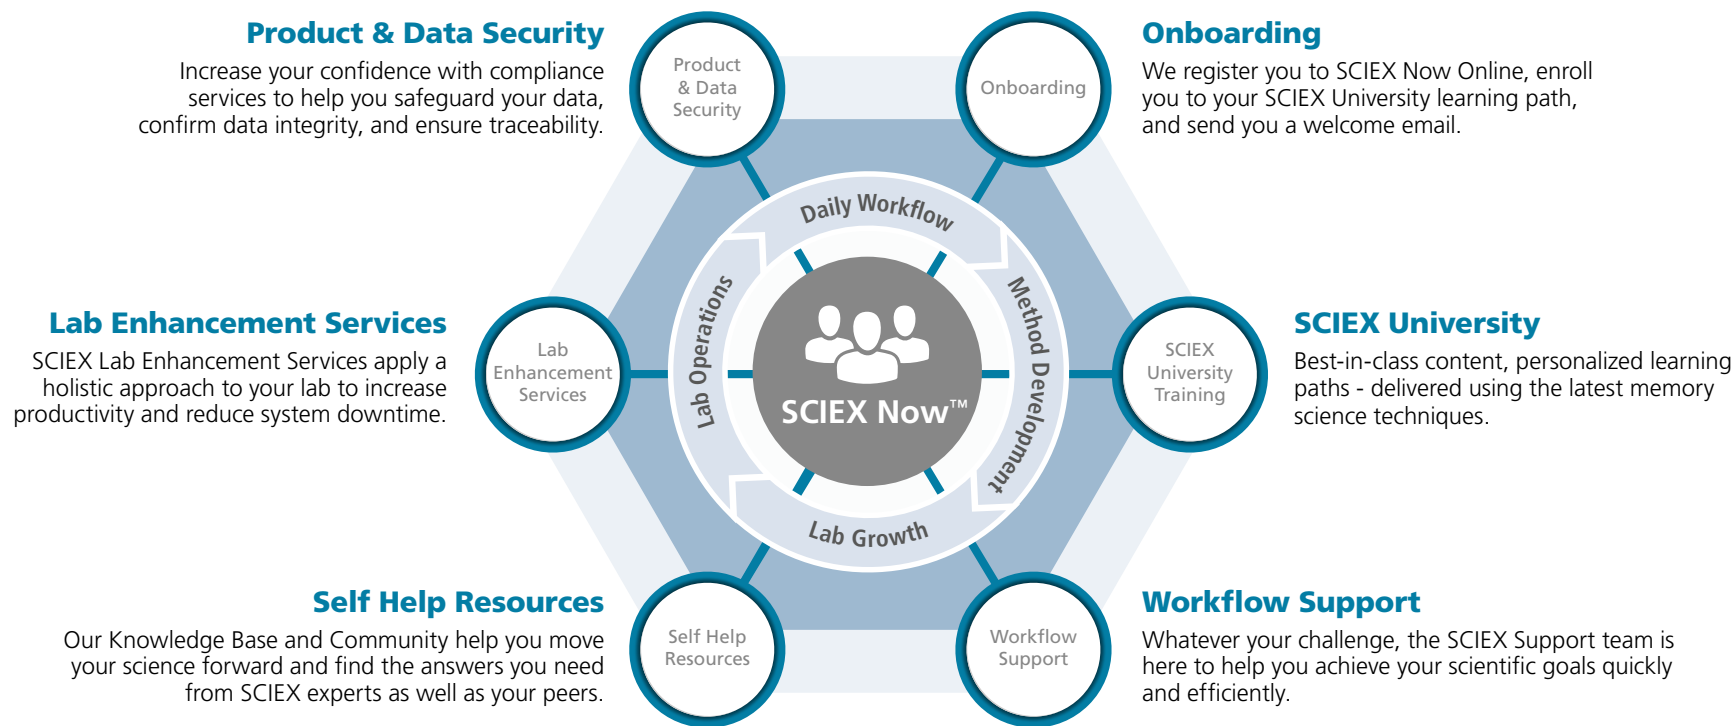 Product & Data Security
Increase your confidence with compliance
services to help you safeguard your data,
confirm data integrity, and ensure traceability.
Product
& Data
Security
Onboarding
Onboarding
We register you to SCIEX Now Online, enroll
you to your SCIEX University learning path,
and send you a welcome email.
Daily Workflow
Method Development
Lab Growth
Lab Operations
SCIEX Now™
Lab Enhancement Services
SCIEX Lab Enhancement Services apply a
holistic approach to your lab to increase
productivity and reduce system downtime.
Lab
Enhancement
Services
SCIEX
University
Training
SCIEX University
Best-in-class content, personalized learning
paths - delivered using the latest memory
science techniques.
Self Help Resources
Our Knowledge Base and Community help you move
your science forward and find the answers you need
from SCIEX experts as well as your peers.
Self Help
Resources
Workflow
Support
Workflow Support
Whatever your challenge, the SCIEX Support team is
here to help you achieve your scientific goals quickly
and efficiently.